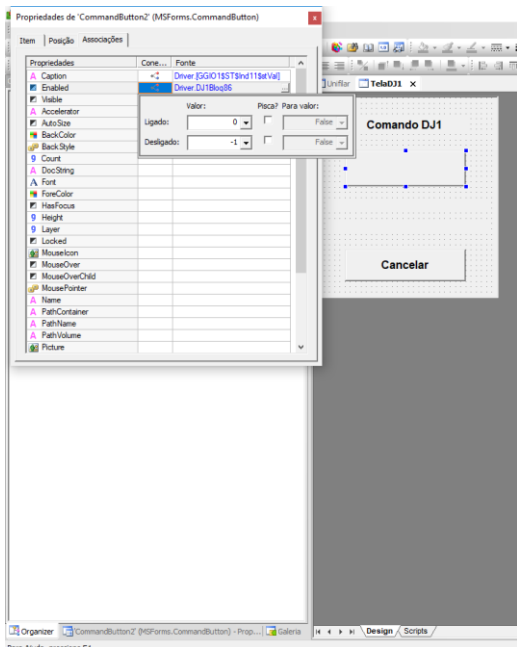 Propriedades de 'CommandButton2' (MSForms.CommandButton)
x
Item Posição Associações
Propriedades Cone... Fonte
A Caption Driver.[GGIO1$ST$Ind11$stVal]
Enabled Driver.DJ1Bloq86 ...
Visible
Accelerator
AutoSize
BackColor
BackStyle
9 Count
A DocString
A Font
ForeColor
HasFocus
9 Height
9 Layer
Locked
MouseIcon
MouseOver
MouseOverChild
MousePointer
A Name
A PathContainer
A PathName
A PathVolume
Picture
Valor: Pisca? Para valor:
Ligado: 0 False
Desligado: -1 False
Unifilar TelaDJ1 x
Comando DJ1
Cancelar
Organizer 'CommandButton2' (MSForms.CommandButton) - Prop... Galeria
Design Scripts